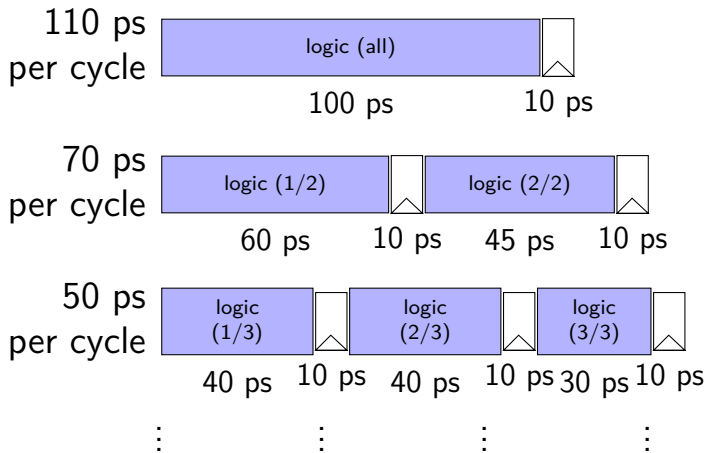 110 ps
per cycle
logic (all)
100 ps
10 ps
70 ps
per cycle
logic (1/2)
logic (2/2)
60 ps
10 ps
45 ps
10 ps
50 ps
per cycle
logic
(1/3)
logic
(2/3)
logic
(3/3)
40 ps
10 ps
40 ps
10 ps
30 ps
10 ps